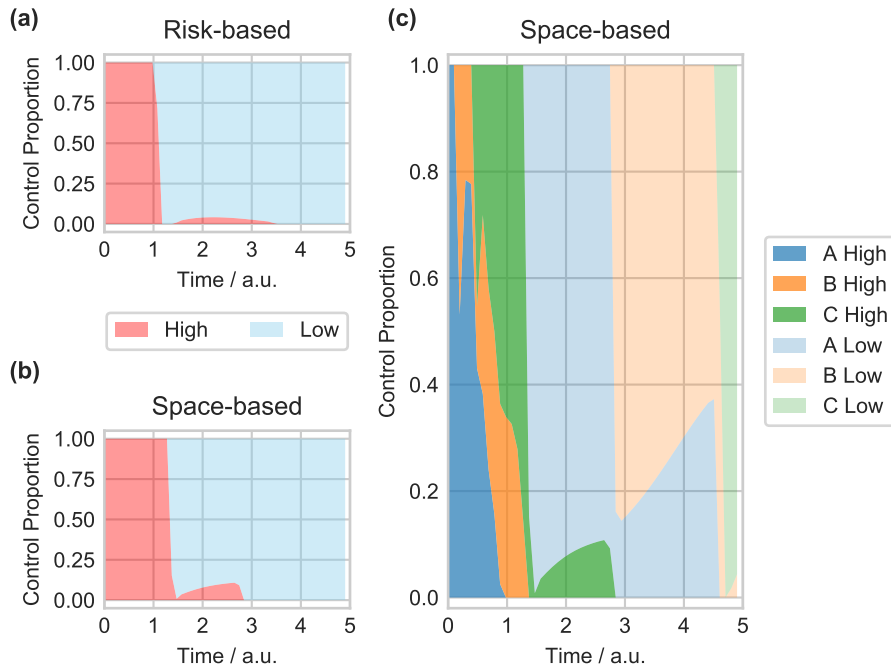 (a)
Risk-based
Control Proportion
1.00
0.75
0.50
0.25
0.00
0 1 2 3 4 5
Time / a.u.
High Low
(b)
Space-based
Control Proportion
1.00
0.75
0.50
0.25
0.00
0 1 2 3 4 5
Time / a.u.
(c)
Space-based
Control Proportion
1.0
0.8
0.6
0.4
0.2
0.0
0 1 2 3 4 5
Time / a.u.
A High
B High
C High
A Low
B Low
C Low